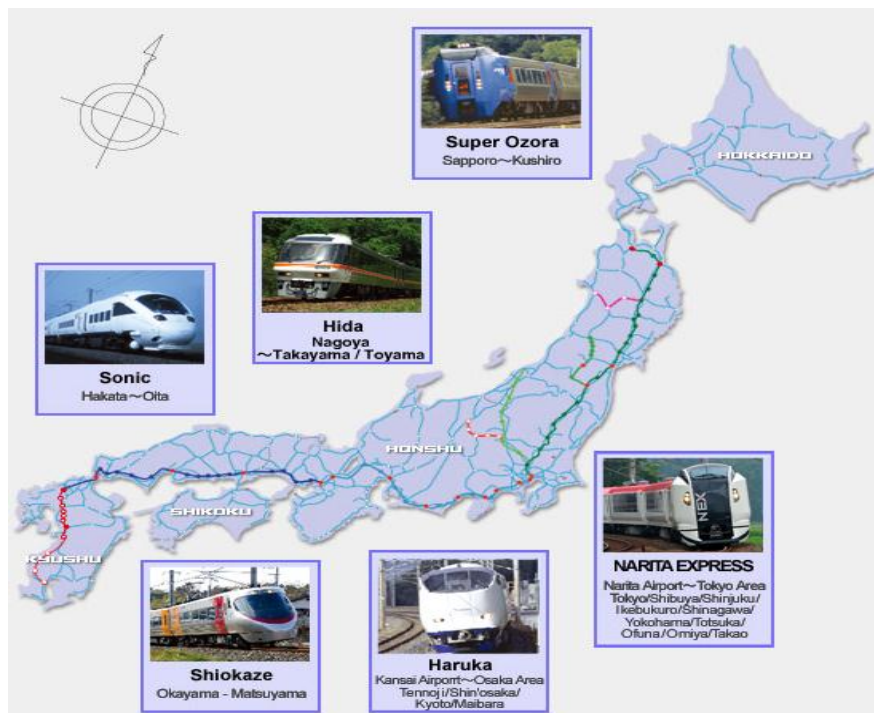 Super Ozora
Sapporo～Kushiro
HOKKAIDO
Hida
Nagoya
～Takayama / Toyama
Sonic
Hakata～Oita
HONSHU
SHIKOKU
KYUSHU
NEX
NARITA EXPRESS
Narita Airport～Tokyo Area
Tokyo/Shibuya/Shinjuku/
Ikebukuro/Shinagawa/
Yokohama/Totsuka/
Ofuna/Omiya/Takao
Shiokaze
Okayama - Matsuyama
Haruka
Kansai Airporrt～Osaka Area
Tennoji/Shin'osaka/
Kyoto/Maibara